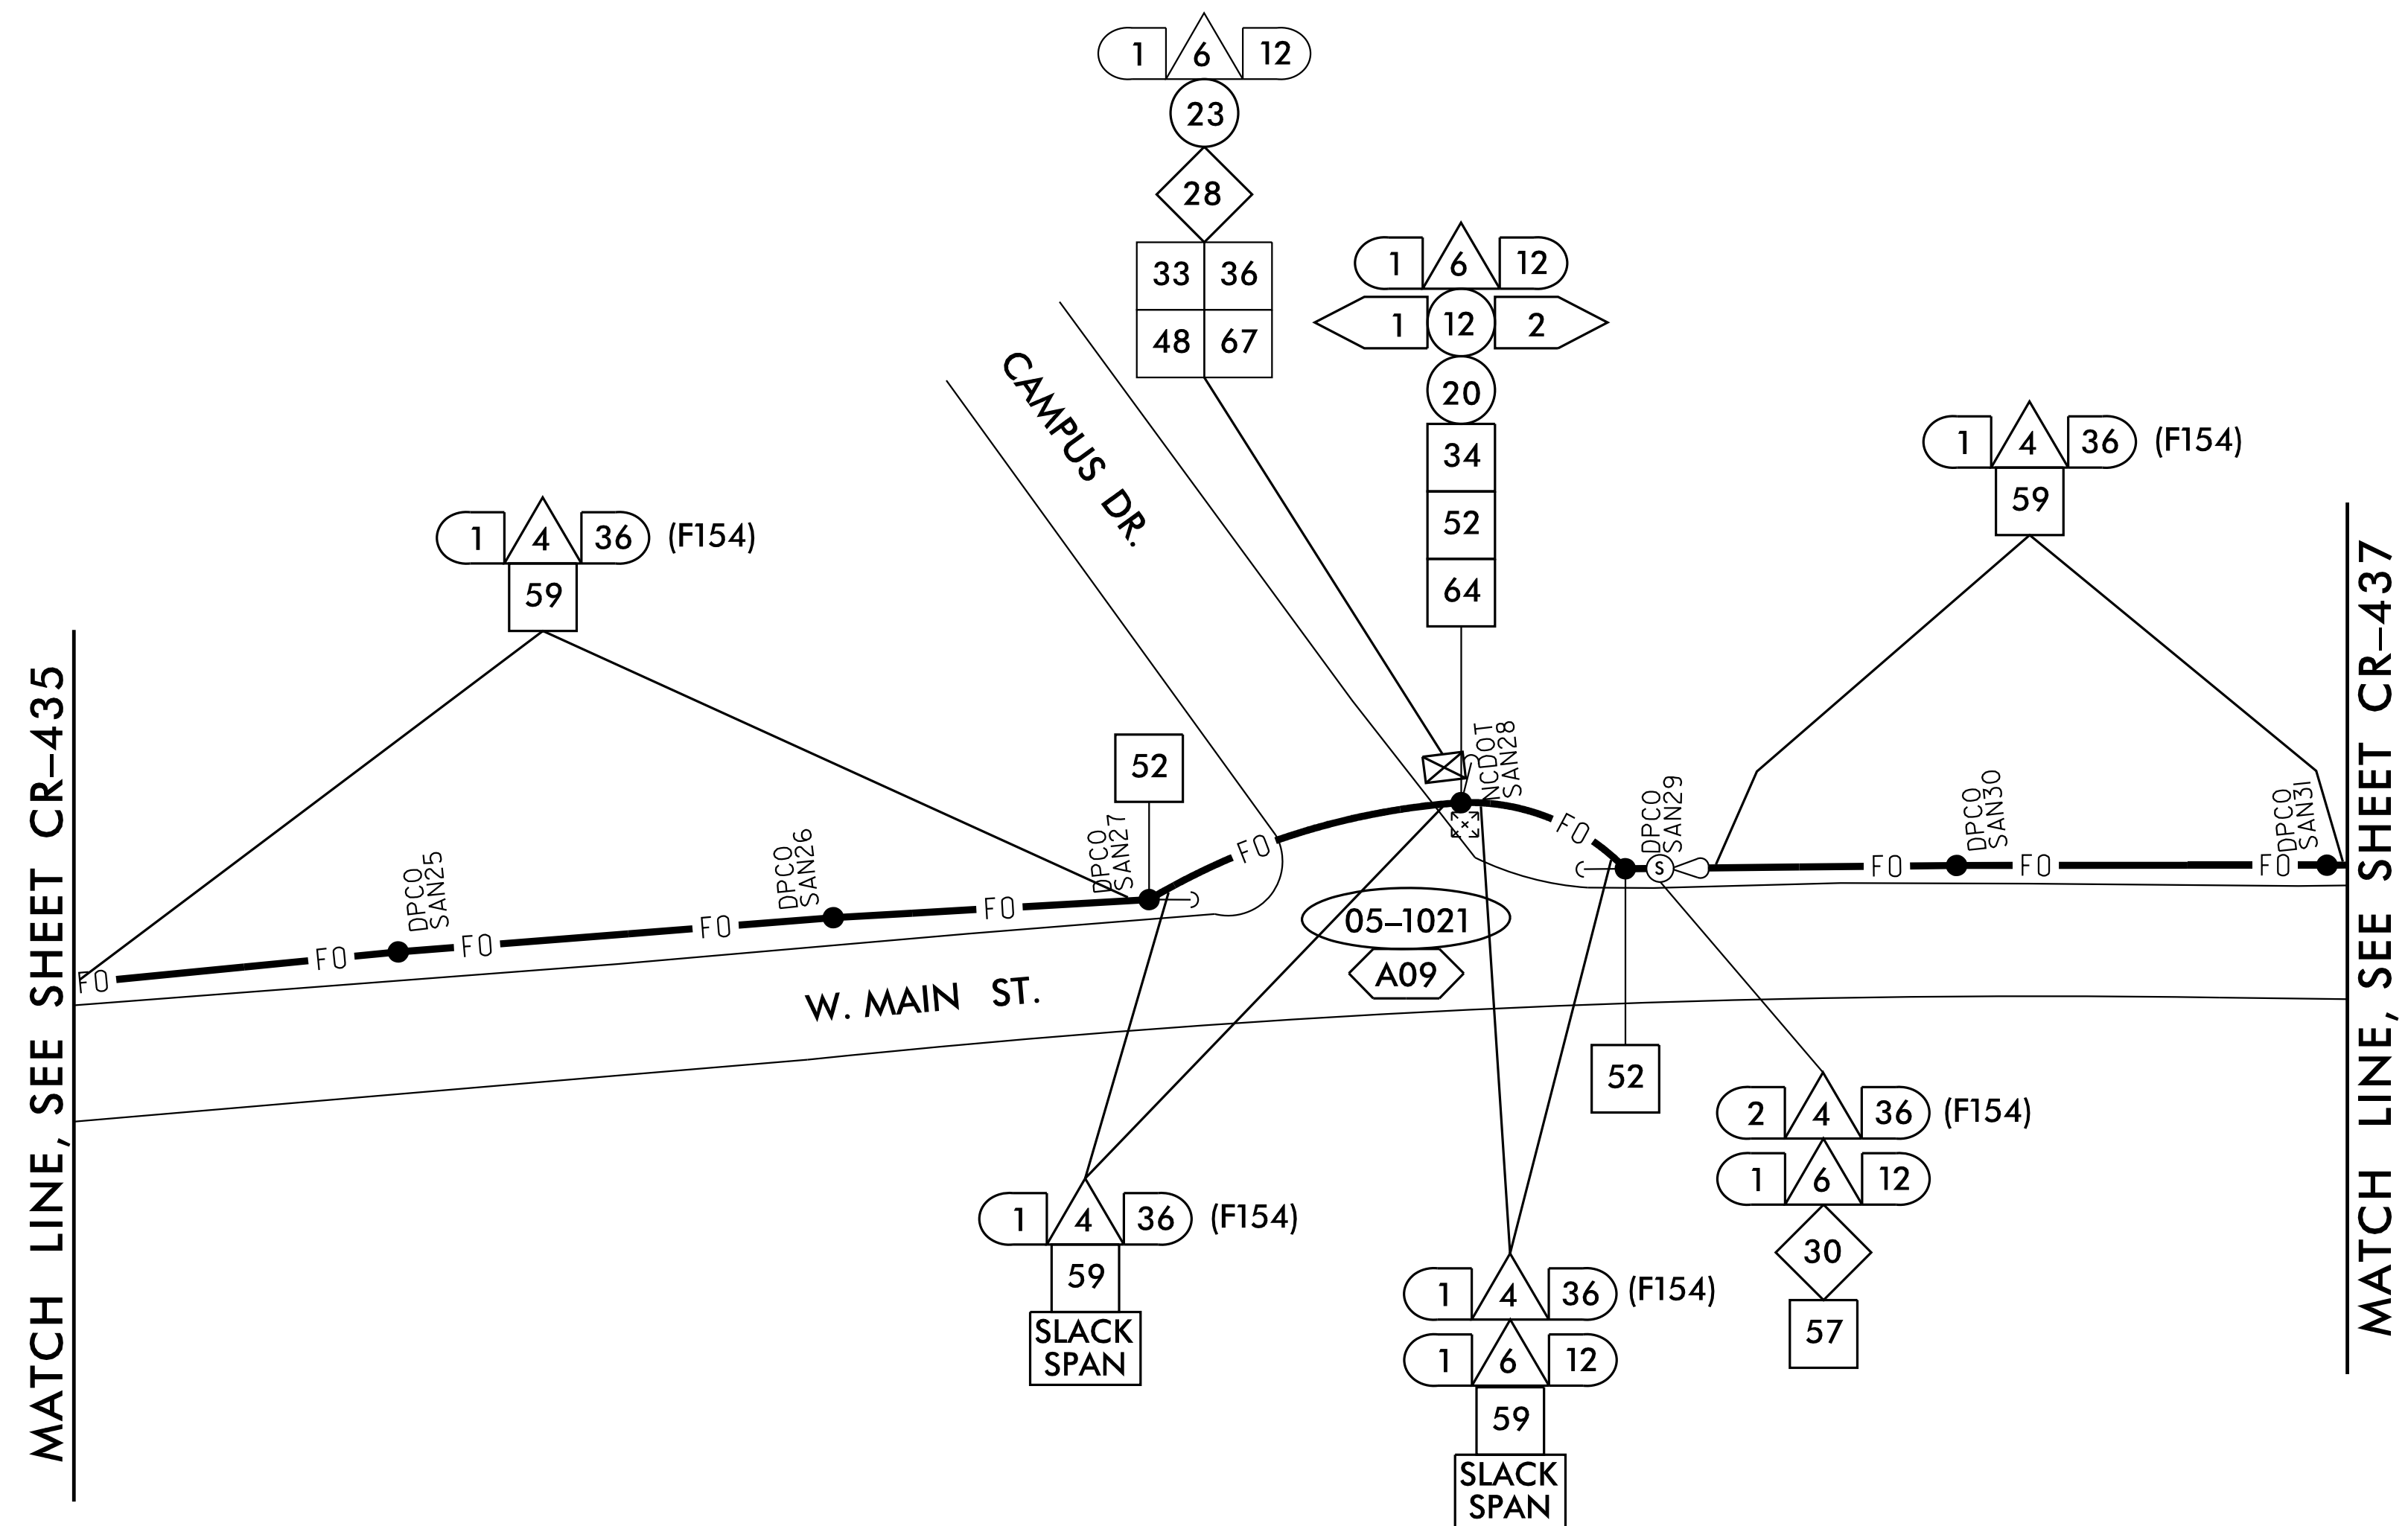 1 6 12
23
28
33 36
48 67
1 6 12
1 12 2
20
34
52
64
CAMPUS DR.
1 4 36 (F154)
59
1 4 36 (F154)
59
MATCH LINE, SEE SHEET CR–435
MATCH LINE, SEE SHEET CR–437
52
NCDOT
SAN28
DPCO
SAN25
DPCO
SAN26
DPCO
SAN27
DPCO
SAN29
DPCO
SAN30
DPCO
SAN31
FO
FO
FO
FO
FO
FO
FO
FO
FO
FO
S
05–1021
A09
W. MAIN ST.
52
1 4 36 (F154)
59
SLACK
SPAN
1 4 36 (F154)
1 6 12
59
SLACK
SPAN
2 4 36 (F154)
1 6 12
30
57